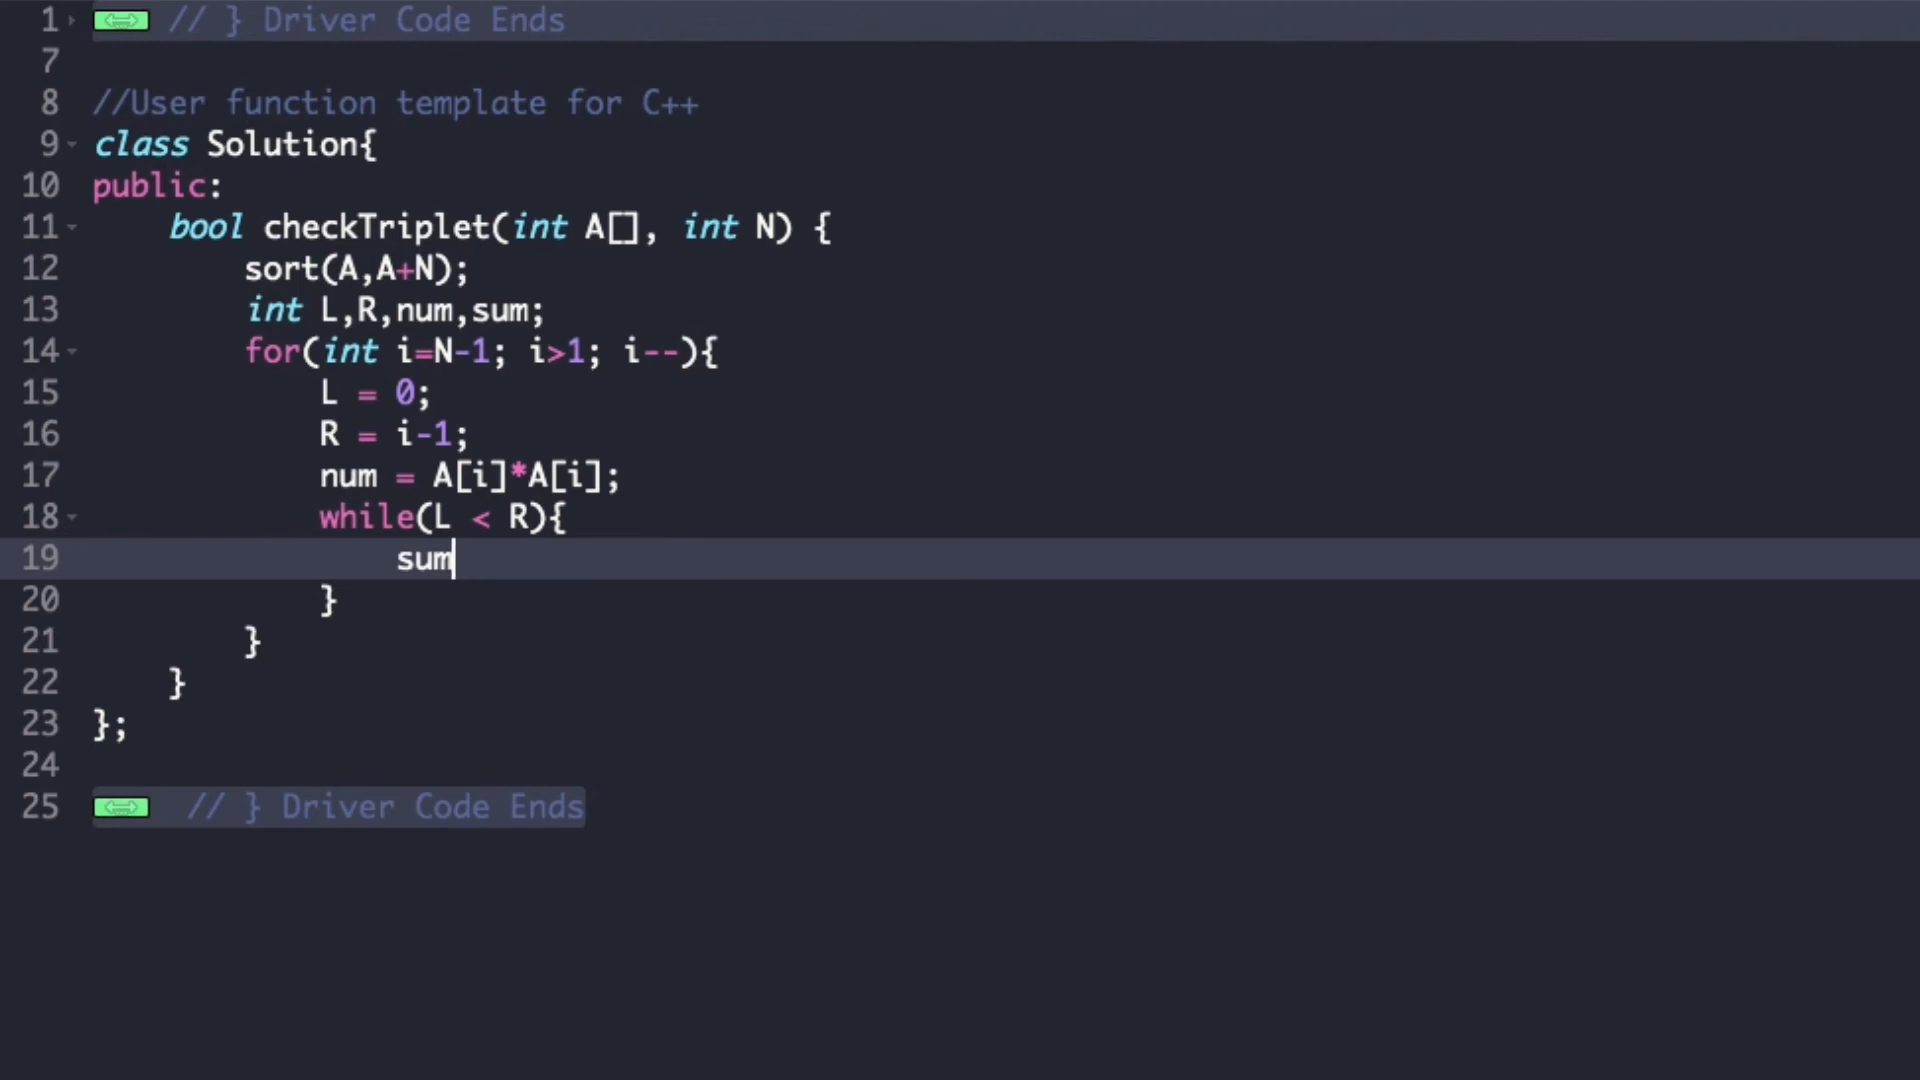 1 // } Driver Code Ends
7
8 //User function template for C++
9 class Solution{
10 public:
11 bool checkTriplet(int A[], int N) {
12 sort(A,A+N);
13 int L,R,num,sum;
14 for(int i=N-1; i>1; i--){
15 L = 0;
16 R = i-1;
17 num = A[i]*A[i];
18 while(L < R){
19 sum
20 }
21 }
22 }
23 };
24
25 // } Driver Code Ends